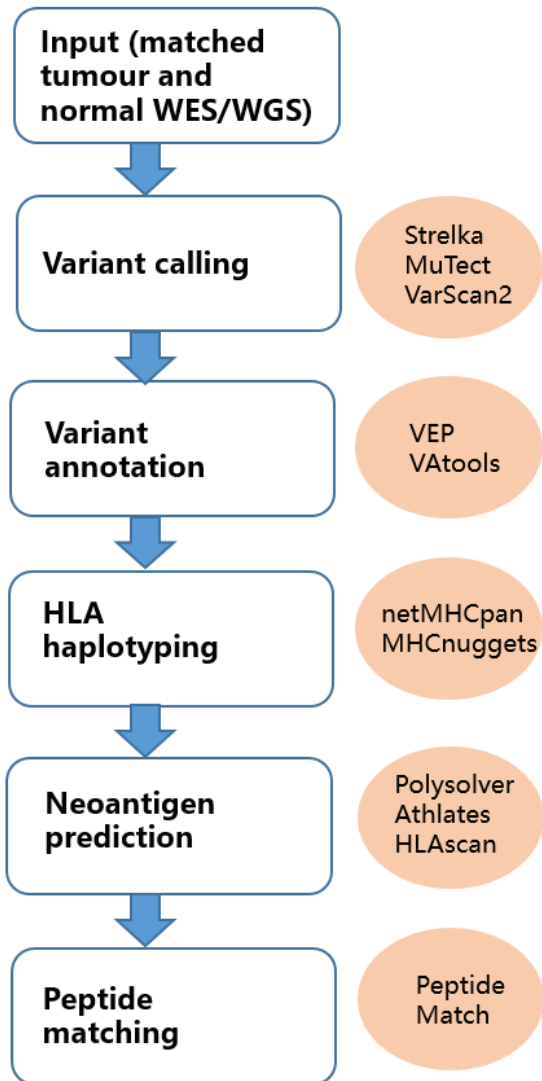 Input (matched
tumour and
normal WES/WGS)
Variant calling
Strelka
MuTect
VarScan2
Variant
annotation
VEP
VAtools
HLA
haplotyping
netMHCpan
MHCnuggets
Neoantigen
prediction
Polysolver
Athlates
HLAscan
Peptide
matching
Peptide
Match